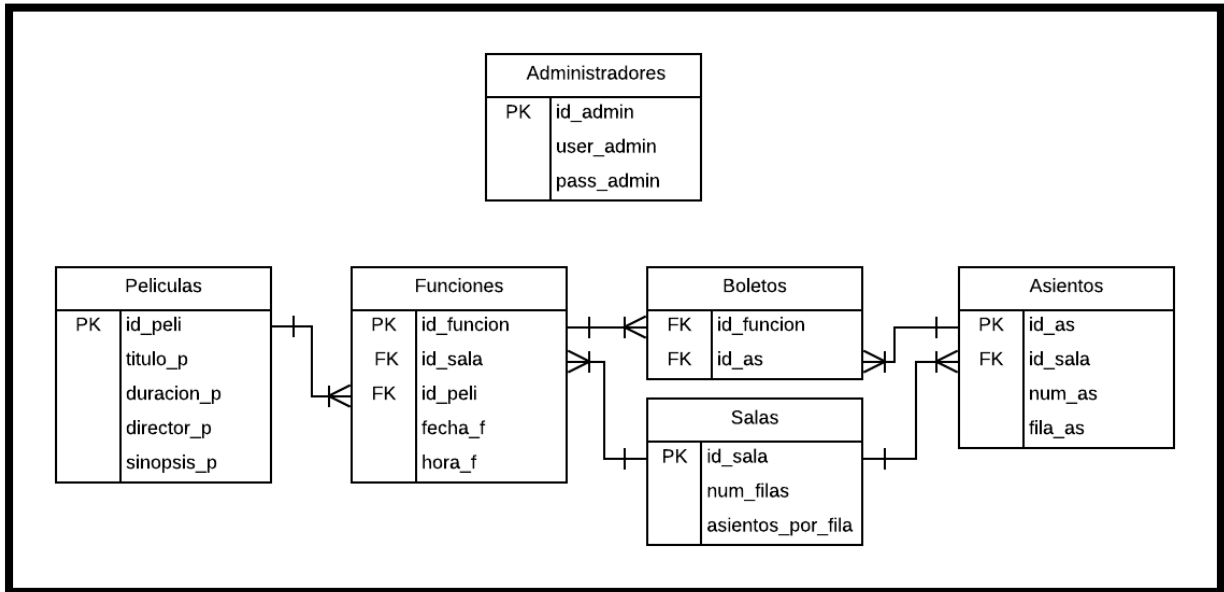 Administradores
PK id_admin
user_admin
pass_admin
Peliculas
PK id_peli
titulo_p
duracion_p
director_p
sinopsis_p
Funciones
PK id_funcion
FK id_sala
FK id_peli
fecha_f
hora_f
Boletos
FK id_funcion
FK id_as
Salas
PK id_sala
num_filas
asientos_por_fila
Asientos
PK id_as
FK id_sala
num_as
fila_as